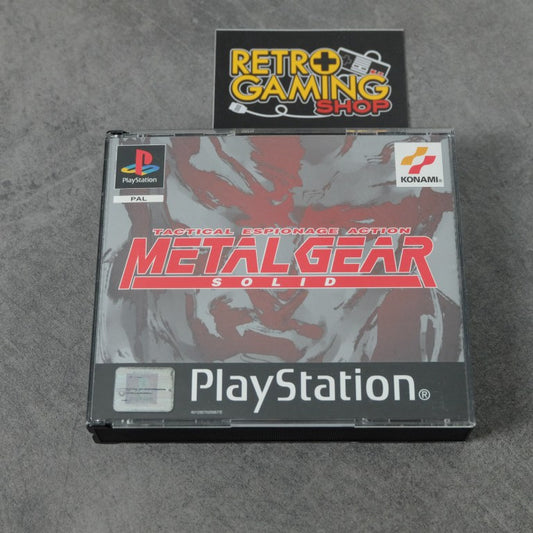 RETRO
GAMING
SHOP
PlayStation
PAL
KONAMI®
TACTICAL ESPIONAGE ACTION
METAL GEAR
SOLID
PlayStation®